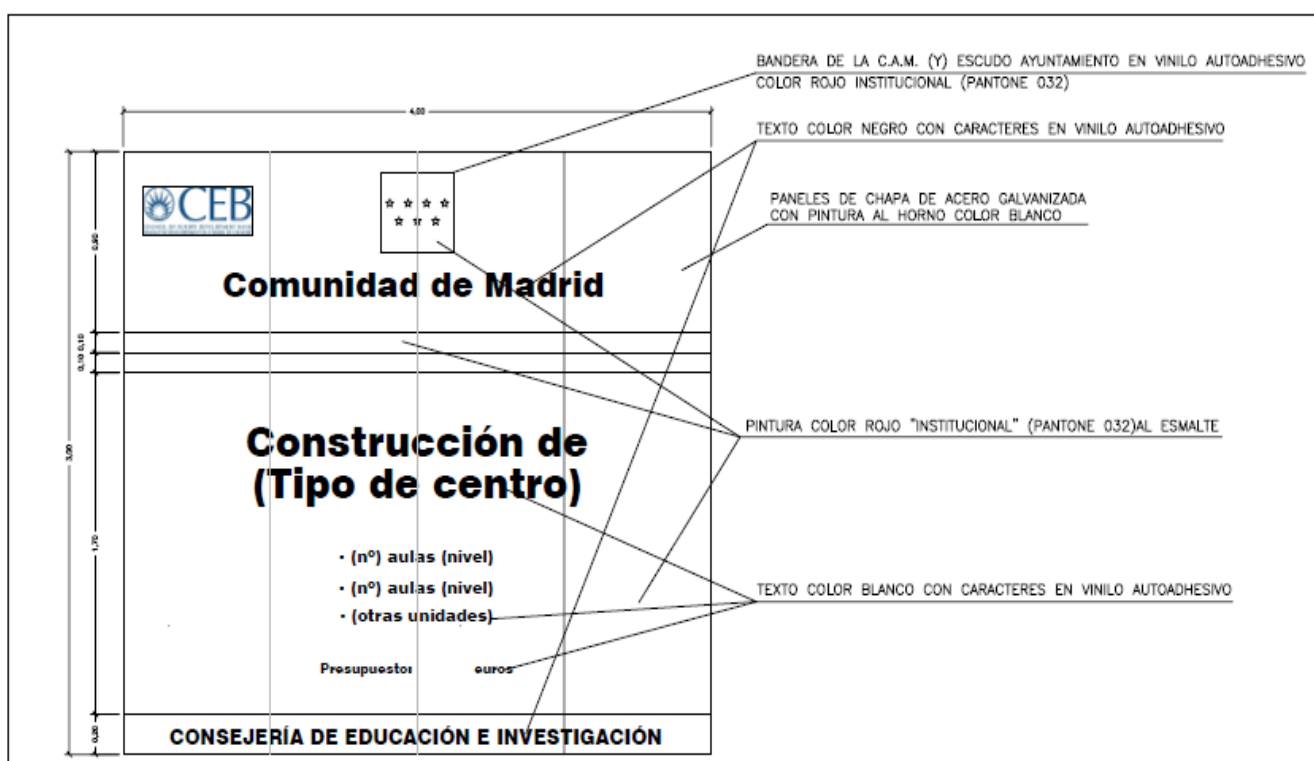 BANDERA DE LA C.A.M. (Y) ESCUDO AYUNTAMIENTO EN VINILO AUTOADHESIVO
COLOR ROJO INSTITUCIONAL (PANTONE 032)
4,00
TEXTO COLOR NEGRO CON CARACTERES EN VINILO AUTOADHESIVO
CEB
PANELES DE CHAPA DE ACERO GALVANIZADA
CON PINTURA AL HORNO COLOR BLANCO
0,90
Comunidad de Madrid
0,10 0,10
PINTURA COLOR ROJO "INSTITUCIONAL" (PANTONE 032)AL ESMALTE
3,00
Construcción de
(Tipo de centro)
1,70
· (nº) aulas (nivel)
· (nº) aulas (nivel)
· (otras unidades)
TEXTO COLOR BLANCO CON CARACTERES EN VINILO AUTOADHESIVO
Presupuesto: euros
0,20
CONSEJERÍA DE EDUCACIÓN E INVESTIGACIÓN